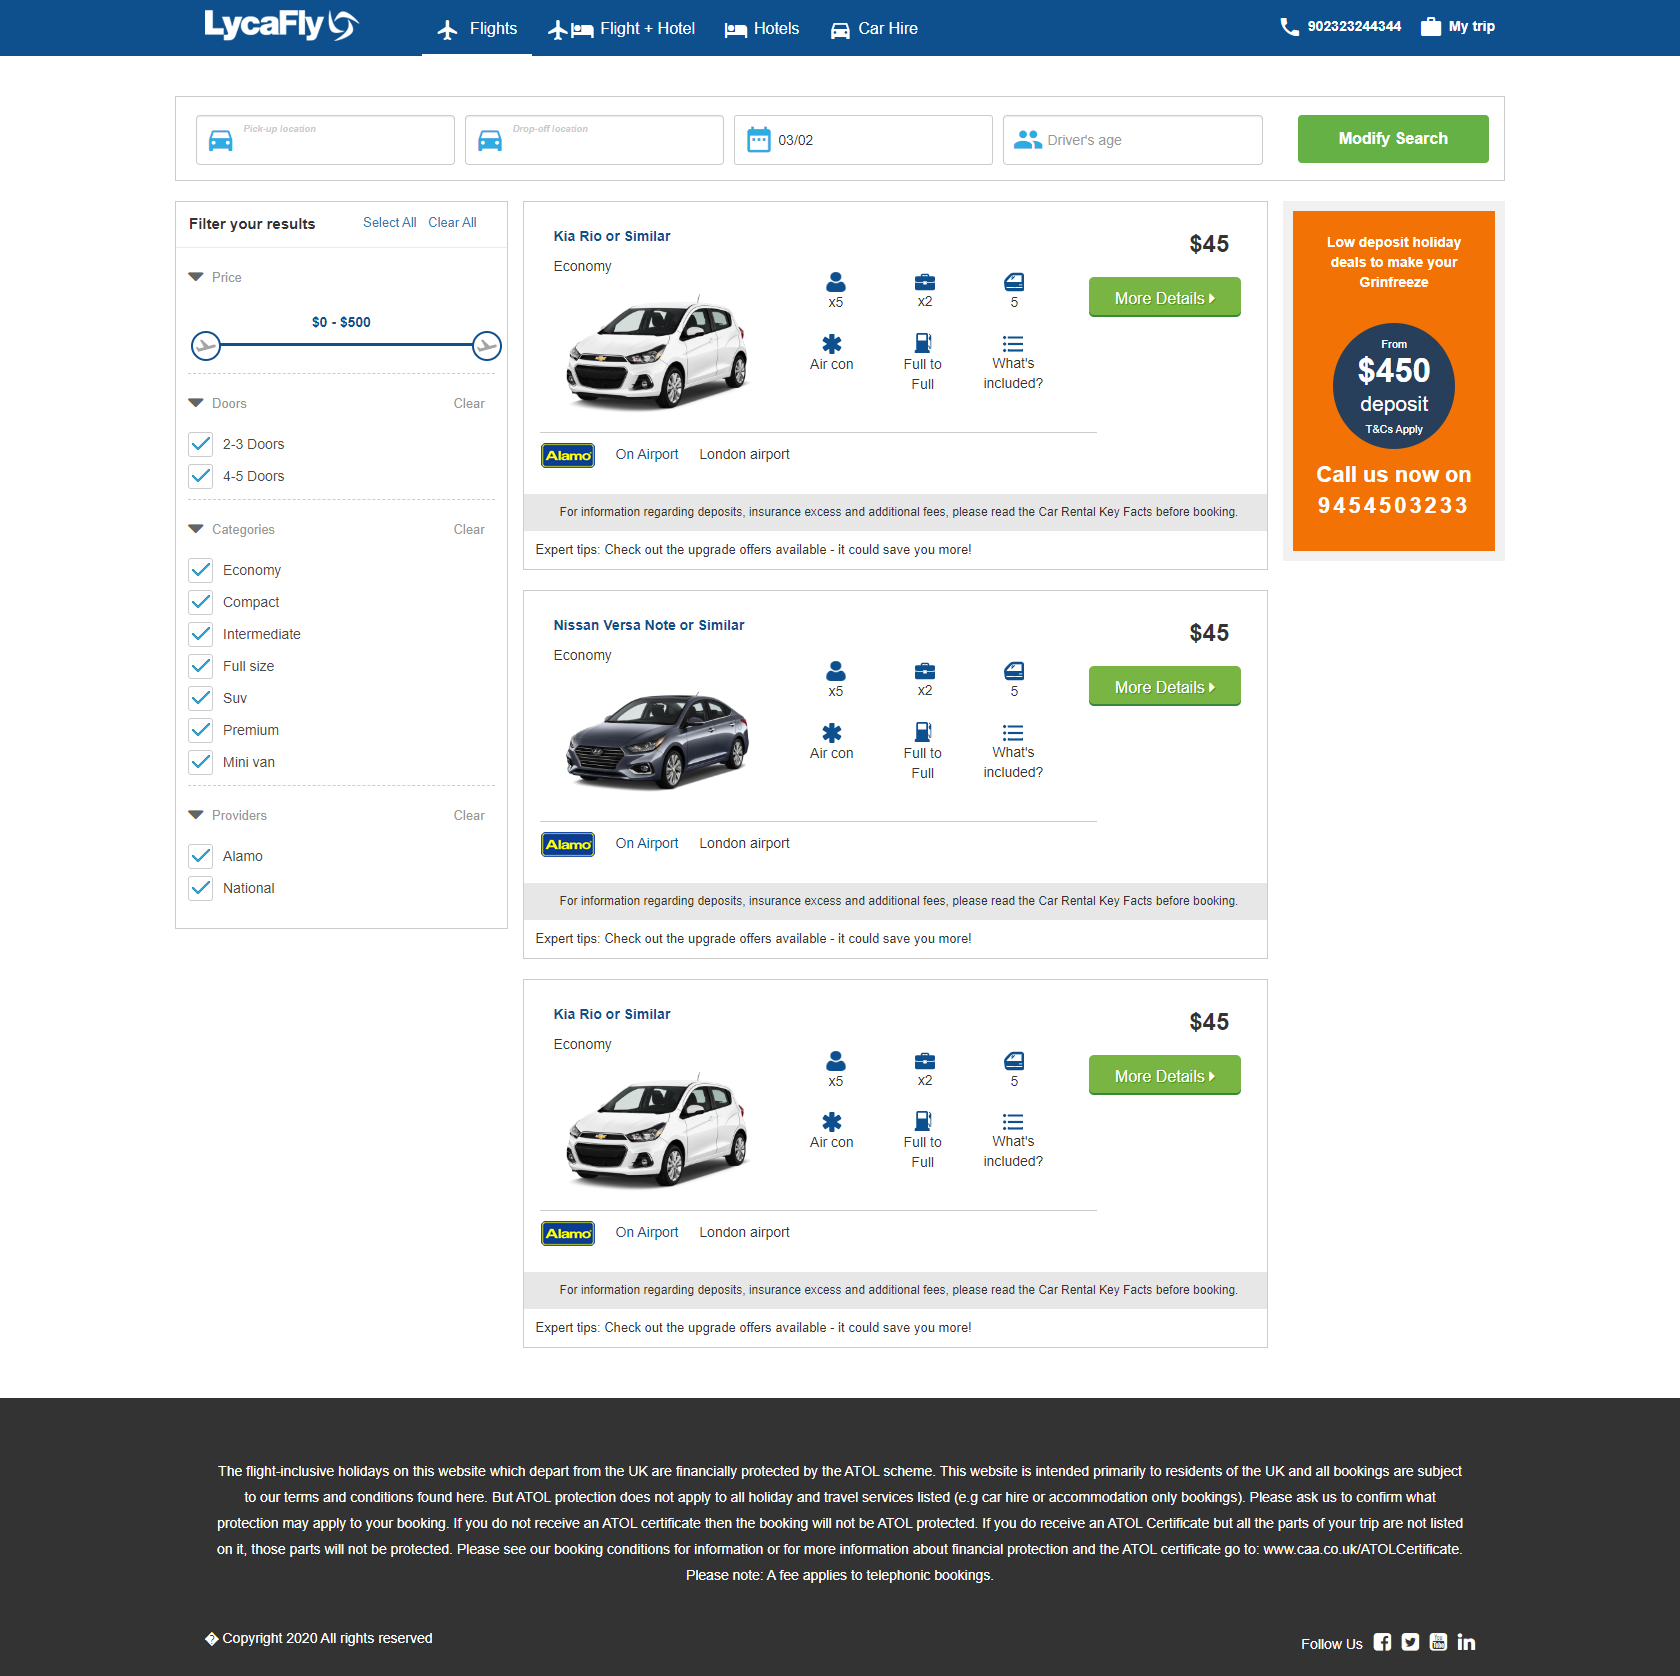 LycaFly
Flights
Flight + Hotel
Hotels
Car Hire
902323244344
My trip
Pick-up location
Drop-off location
03/02
Driver's age
Modify Search
Filter your results
Select All
Clear All
Price
$0 - $500
Doors
Clear
2-3 Doors
4-5 Doors
Categories
Clear
Economy
Compact
Intermediate
Full size
Suv
Premium
Mini van
Providers
Clear
Alamo
National
Kia Rio or Similar
$45
Economy
x5
x2
5
More Details
Air con
Full to
Full
What's
included?
Alamo
On Airport
London airport
For information regarding deposits, insurance excess and additional fees, please read the Car Rental Key Facts before booking.
Expert tips: Check out the upgrade offers available - it could save you more!
Nissan Versa Note or Similar
$45
Economy
x5
x2
5
More Details
Air con
Full to
Full
What's
included?
Alamo
On Airport
London airport
For information regarding deposits, insurance excess and additional fees, please read the Car Rental Key Facts before booking.
Expert tips: Check out the upgrade offers available - it could save you more!
Kia Rio or Similar
$45
Economy
x5
x2
5
More Details
Air con
Full to
Full
What's
included?
Alamo
On Airport
London airport
For information regarding deposits, insurance excess and additional fees, please read the Car Rental Key Facts before booking.
Expert tips: Check out the upgrade offers available - it could save you more!
Low deposit holiday
deals to make your
Grinfreeze
From
$450
deposit
T&Cs Apply
Call us now on
9454503233
The flight-inclusive holidays on this website which depart from the UK are financially protected by the ATOL scheme. This website is intended primarily to residents of the UK and all bookings are subject
to our terms and conditions found here. But ATOL protection does not apply to all holiday and travel services listed (e.g car hire or accommodation only bookings). Please ask us to confirm what
protection may apply to your booking. If you do not receive an ATOL certificate then the booking will not be ATOL protected. If you do receive an ATOL Certificate but all the parts of your trip are not listed
on it, those parts will not be protected. Please see our booking conditions for information or for more information about financial protection and the ATOL certificate go to: www.caa.co.uk/ATOLCertificate.
Please note: A fee applies to telephonic bookings.
� Copyright 2020 All rights reserved
Follow Us